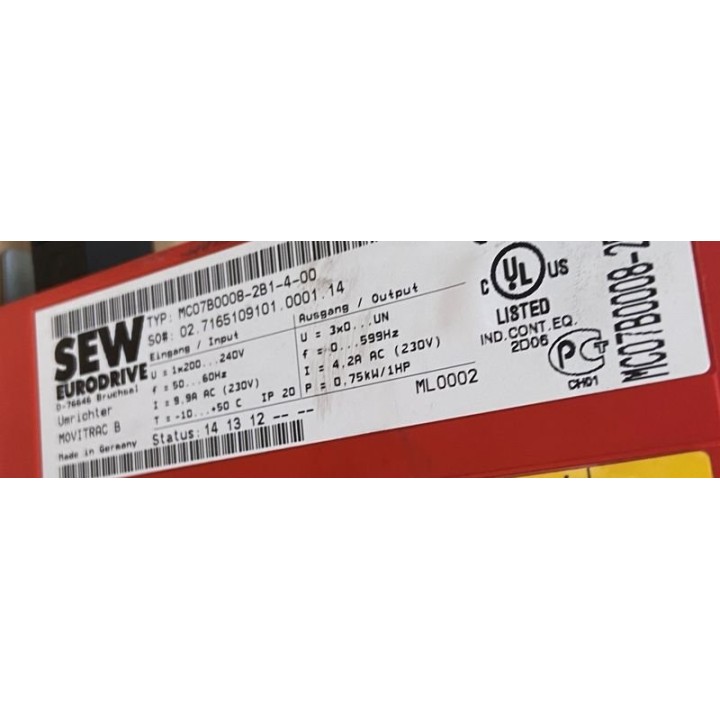 SEW
EURODRIVE
D-76646 Bruchsal
Umrichter
MOVITRAC B
Made in Germany
TYP: MC07B0008-2B1-4-00
SO#: 02.7165109101.0001.14
Eingang / Input
U = 1x200...240V
f = 50...60Hz
I = 9.9A AC (230V)
T = -10...+50 C IP 20
Status: 14 13 12 -- --
Ausgang / Output
U = 3x0...UN
f = 0...599Hz
I = 4.2A AC (230V)
P = 0.75kW/1HP
ML0002
C UL US
LISTED
IND.CONT.EQ.
2D06
PCT
CH01
MC07B0008-2